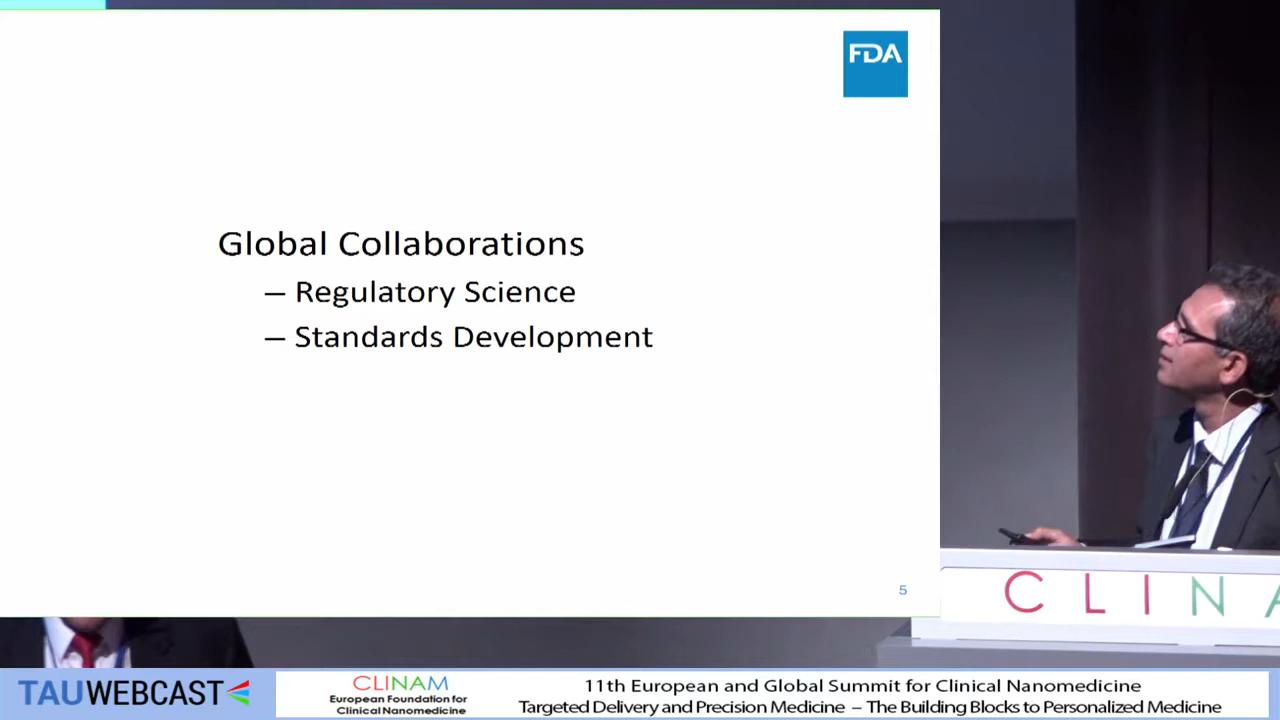 FDA
Global Collaborations
– Regulatory Science
– Standards Development
5
CLINA
TAUWEBCAST
CLINAM
European Foundation for
Clinical Nanomedicine
11th European and Global Summit for Clinical Nanomedicine
Targeted Delivery and Precision Medicine – The Building Blocks to Personalized Medicine